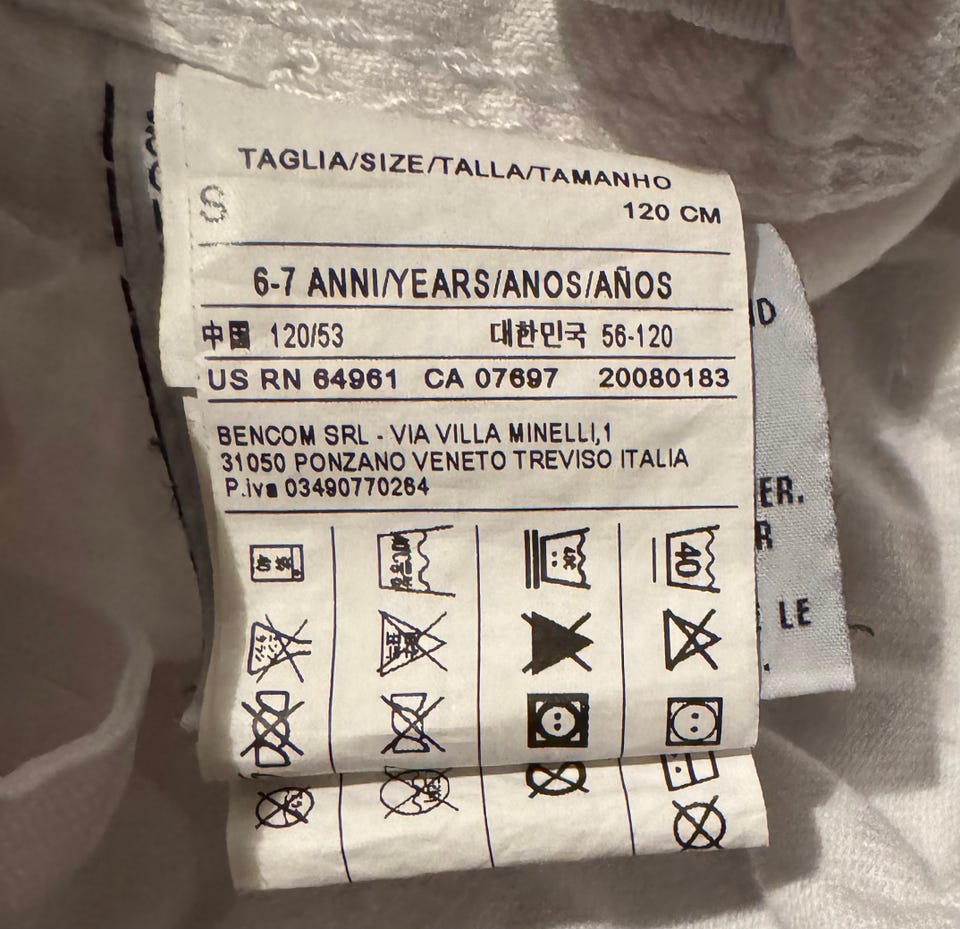 TAGLIA/SIZE/TALLA/TAMANHO
S
120 CM
6-7 ANNI/YEARS/ANOS/AÑOS
中国 120/53 대한민국 56-120
US RN 64961 CA 07697 20080183
BENCOM SRL - VIA VILLA MINELLI,1
31050 PONZANO VENETO TREVISO ITALIA
P.iva 03490770264
40
ER.
R
LE